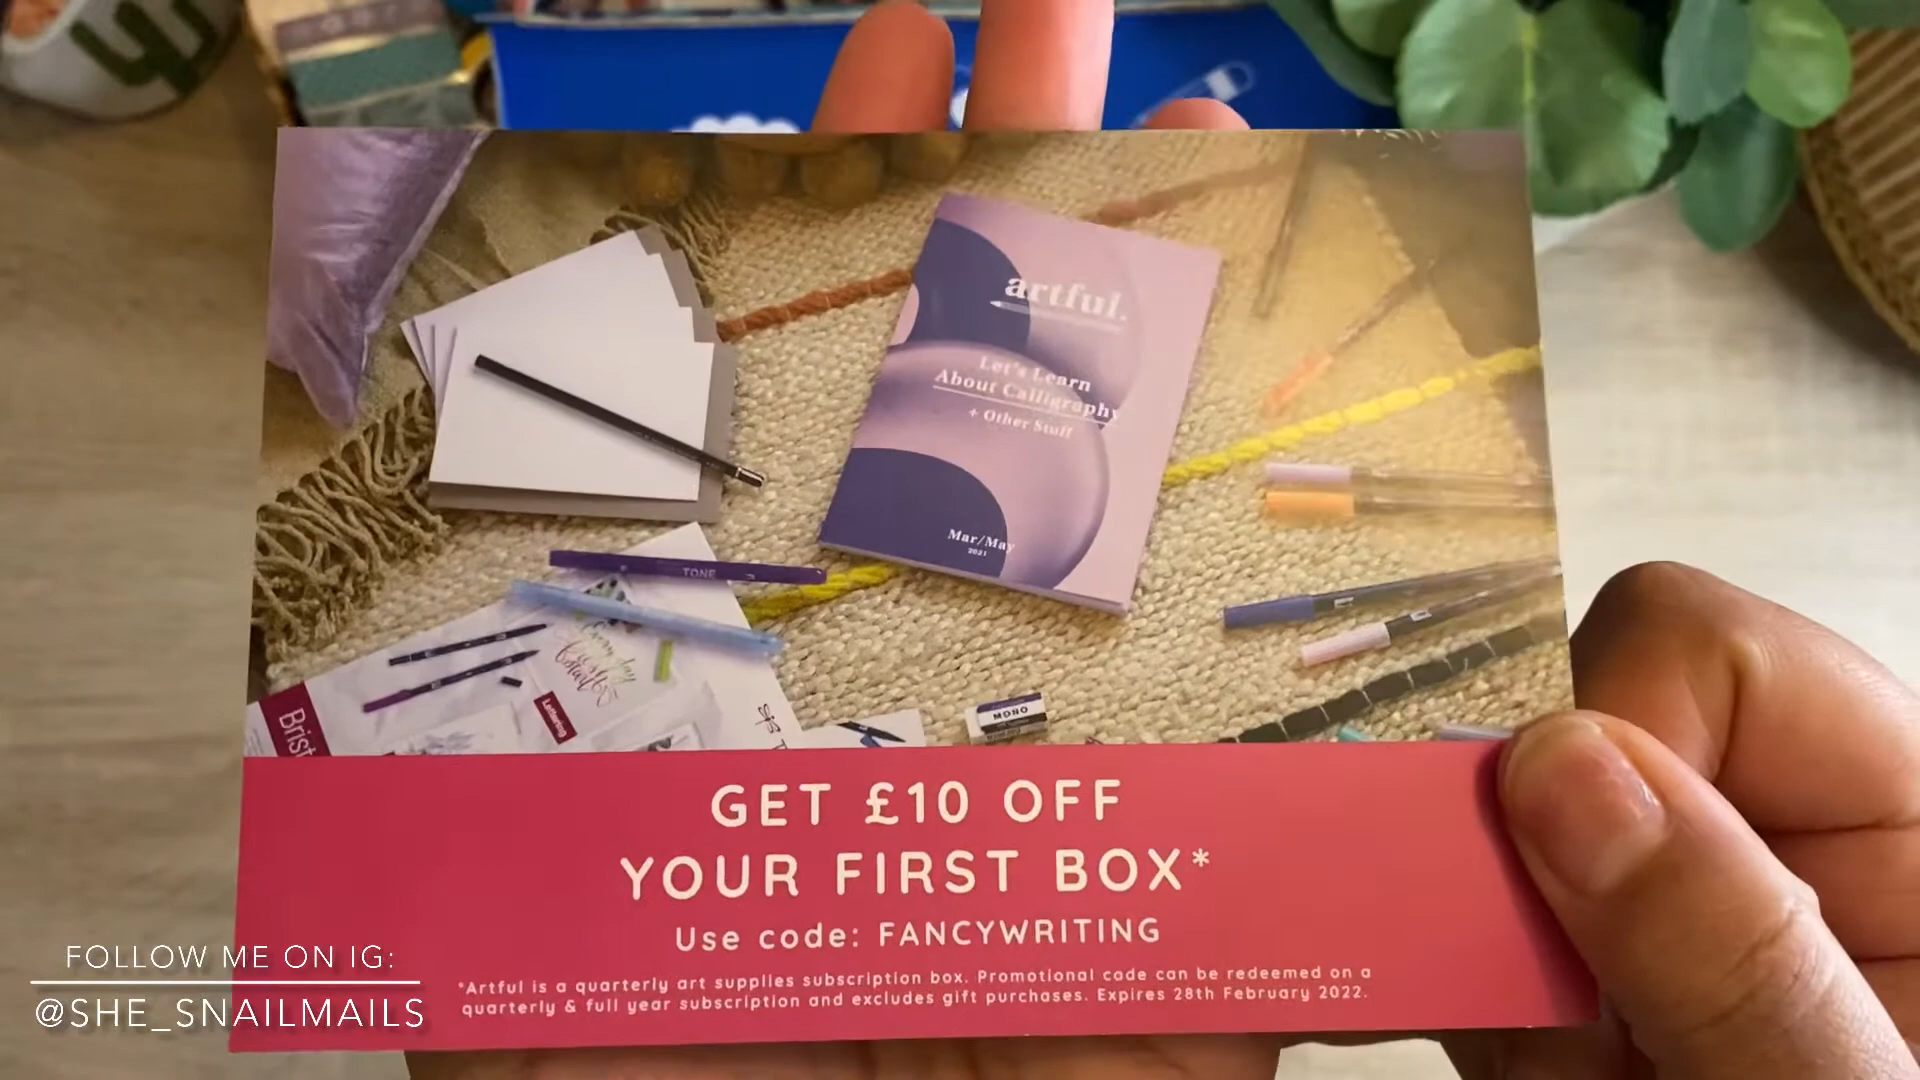 artful.
Let's Learn
About Calligraphy
+ Other Stuff
Mar/May
2021
TONE
Lettering
MONO
GET £10 OFF
YOUR FIRST BOX*
Use code: FANCYWRITING
*Artful is a quarterly art supplies subscription box. Promotional code can be redeemed on a
quarterly & full year subscription and excludes gift purchases. Expires 28th February 2022.
FOLLOW ME ON IG:
@SHE_SNAILMAILS